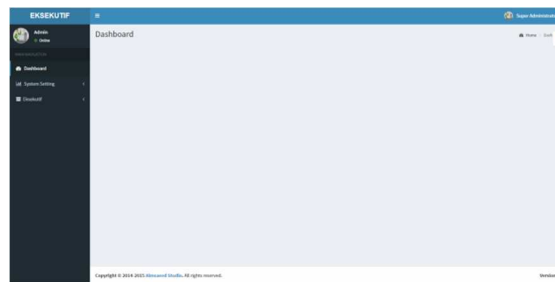 EKSEKUTIF
Super Administrator
Admin
Online
Dashboard
Home
Dashboard
System Setting
Eksekutif
Copyright © 2014-2015 Almsaeed Studio. All rights reserved.
Version